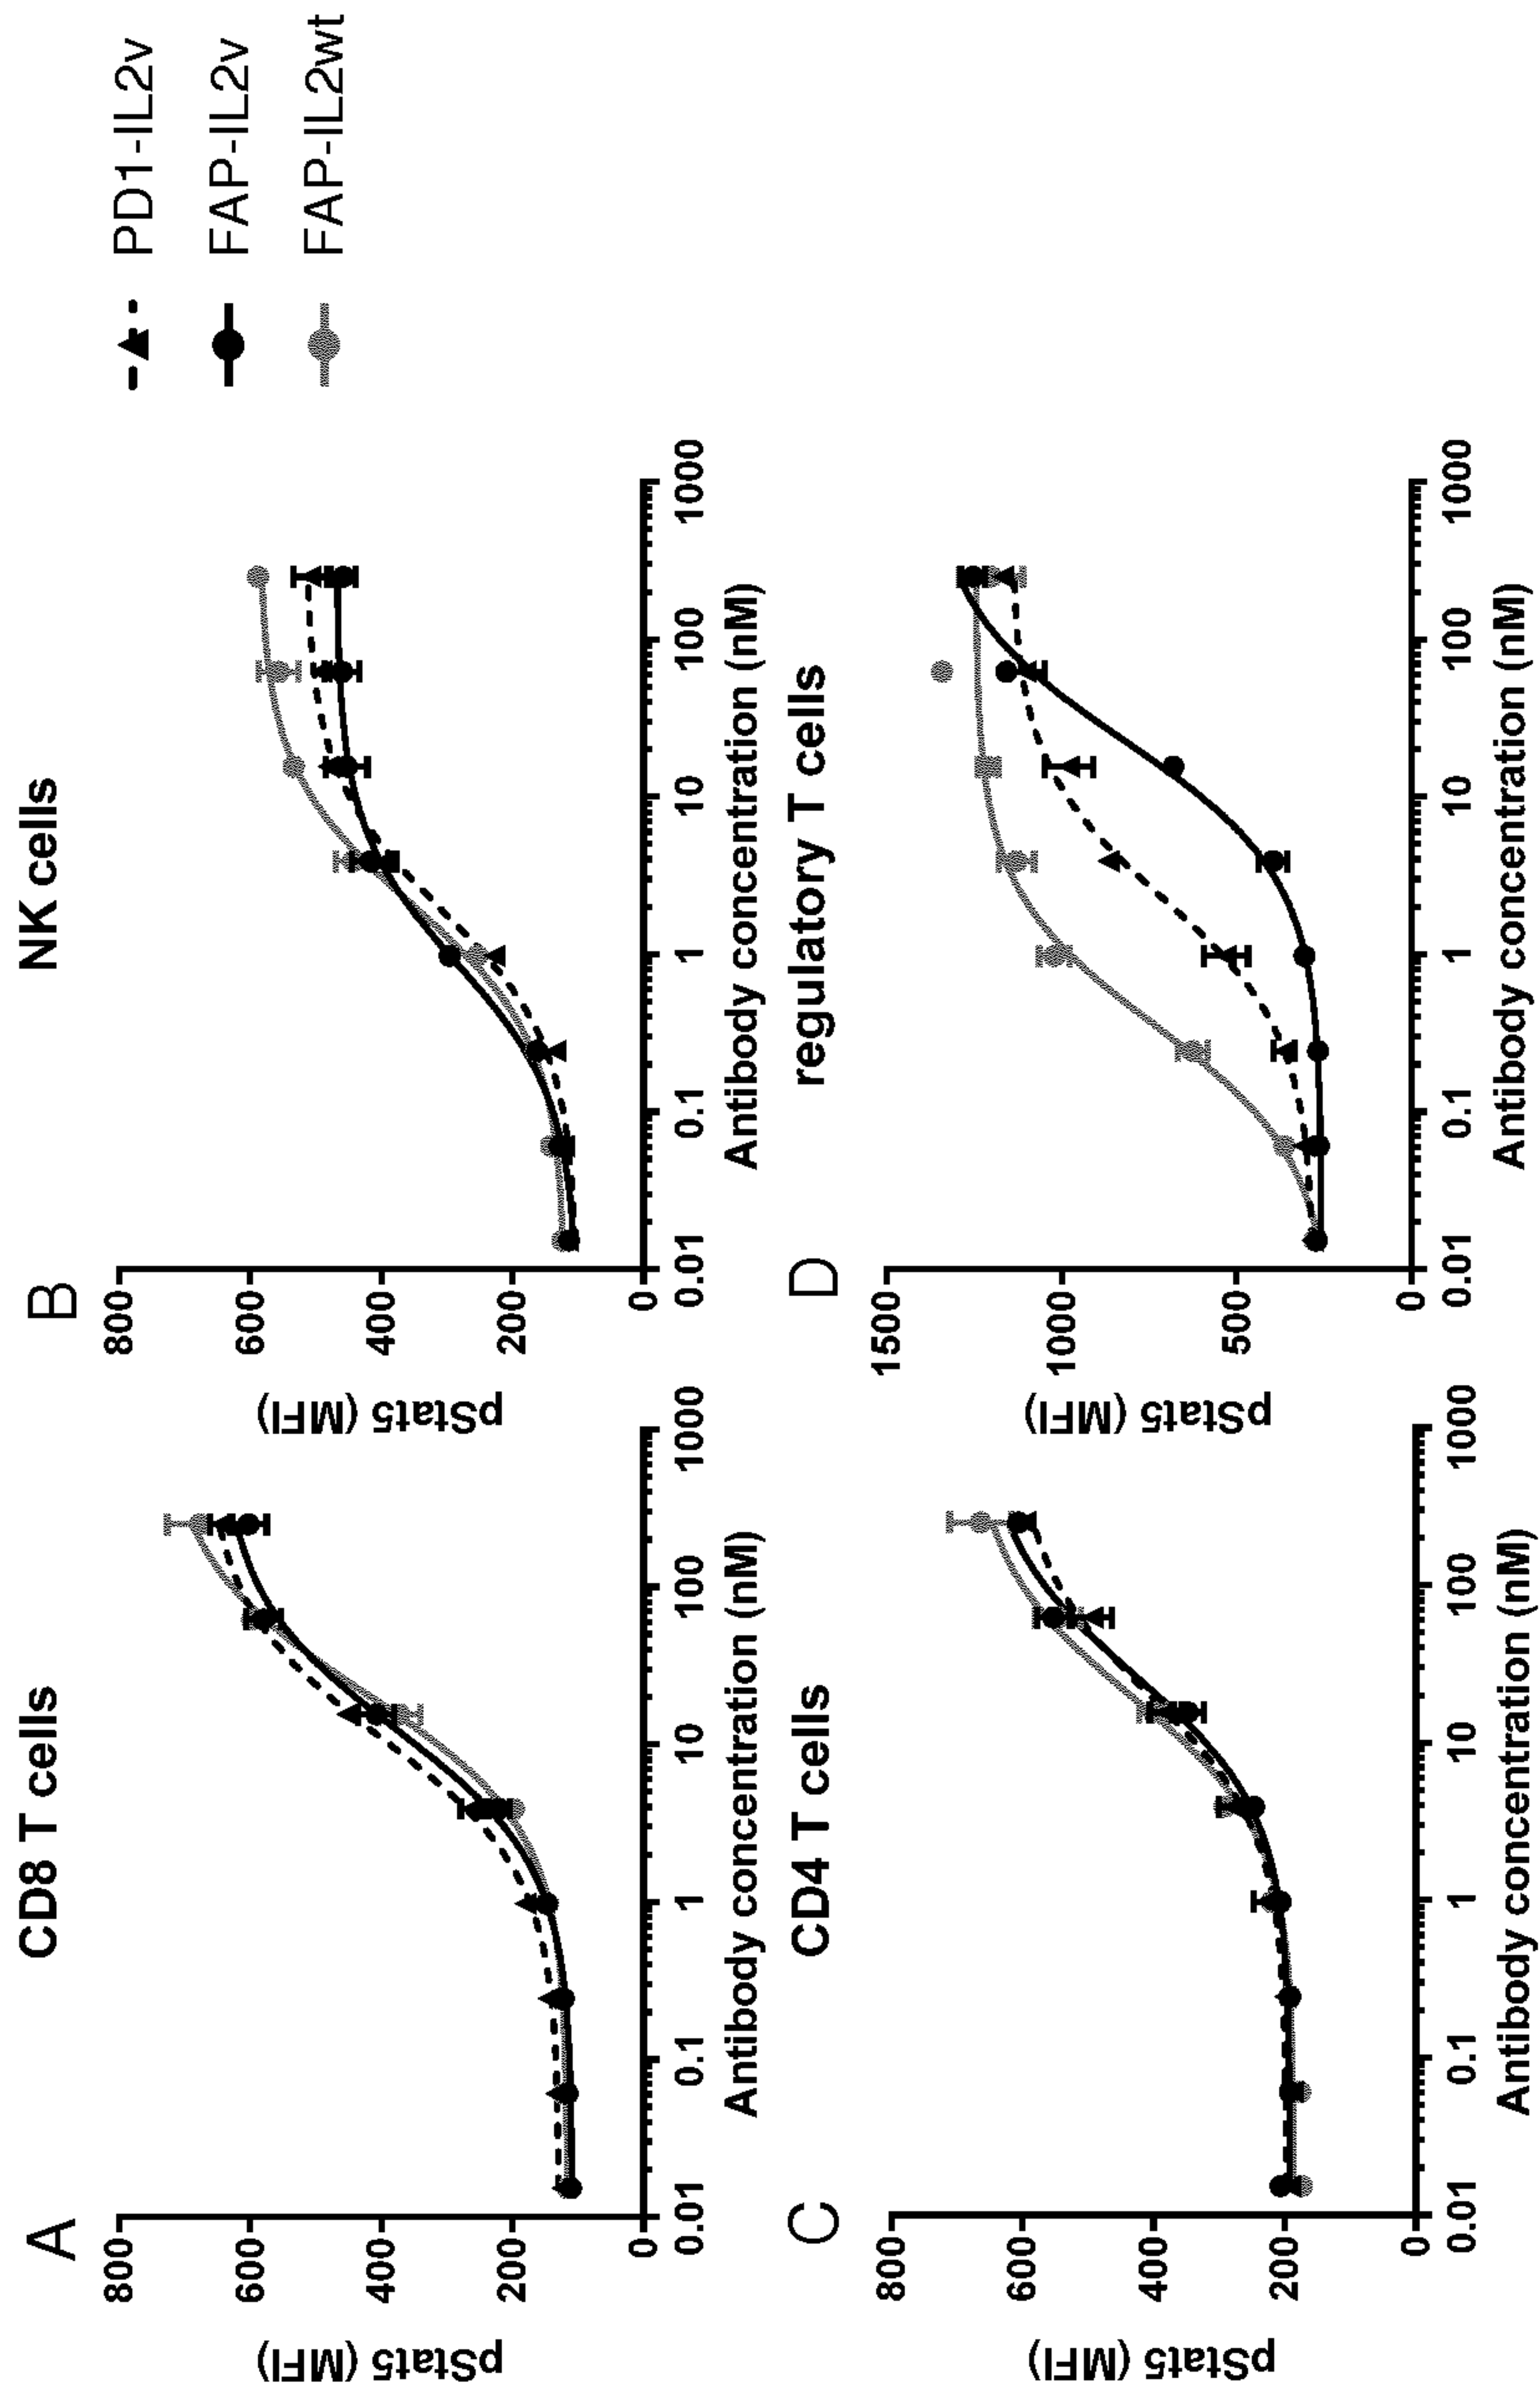 A
CD8 T cells
800
600
400
200
0
pStat5 (MFI)
0.01
0.1
1
10
100
1000
Antibody concentration (nM)
B
NK cells
800
600
400
200
0
pStat5 (MFI)
0.01
0.1
1
10
100
1000
Antibody concentration (nM)
PD1-IL2v
FAP-IL2v
FAP-IL2wt
C
CD4 T cells
800
600
400
200
0
pStat5 (MFI)
0.01
0.1
1
10
100
1000
Antibody concentration (nM)
D
regulatory T cells
1500
1000
500
0
pStat5 (MFI)
0.01
0.1
1
10
100
1000
Antibody concentration (nM)